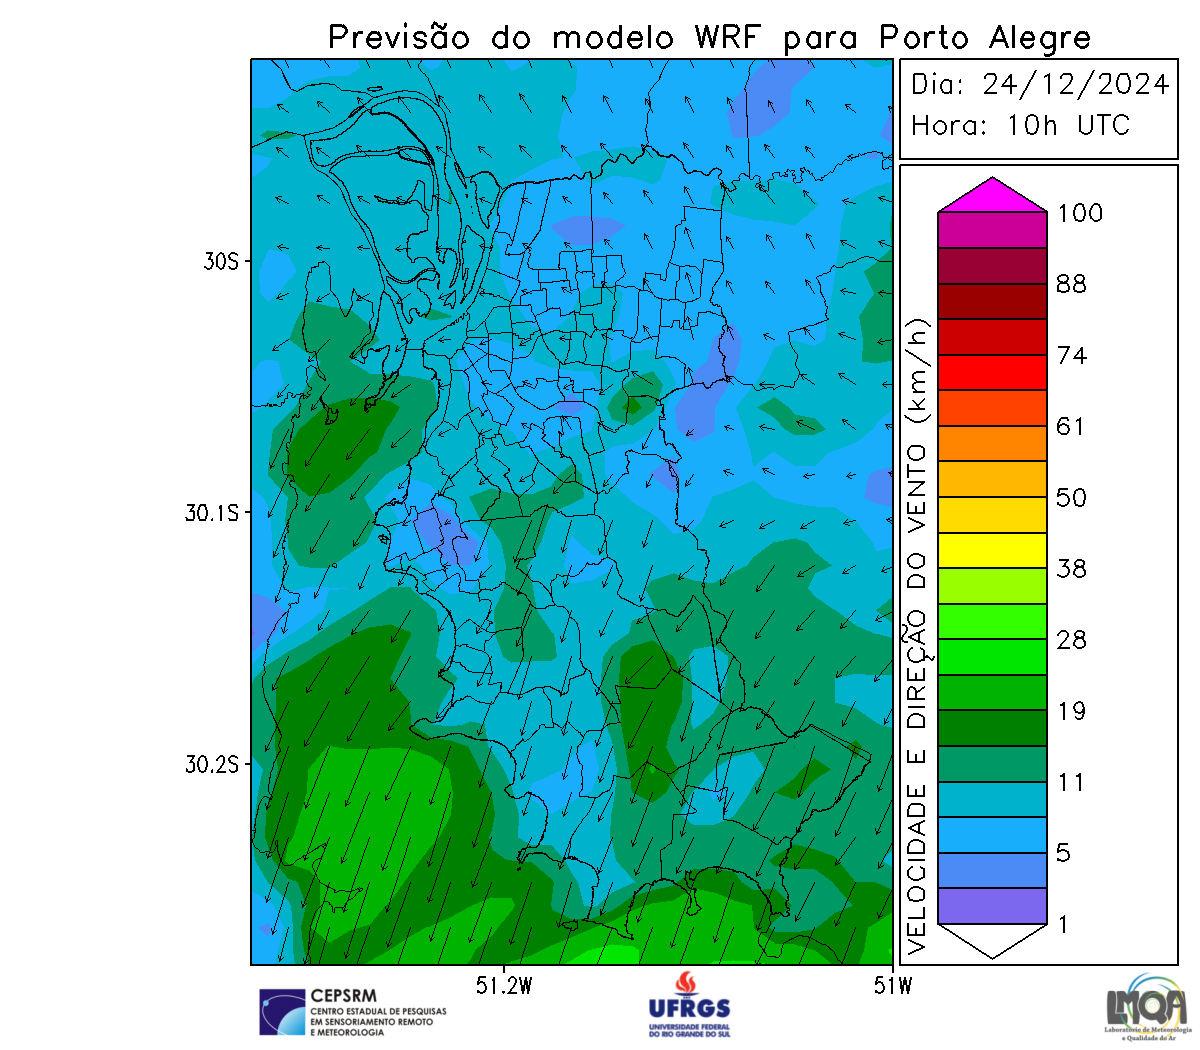 Previsão do modelo WRF para Porto Alegre
Dia: 24/12/2024
Hora: 10h UTC
30S
30.1S
30.2S
51.2W
51W
VELOCIDADE E DIREÇÃO DO VENTO (km/h)
100
88
74
61
50
38
28
19
11
5
1
CEPSRM
CENTRO ESTADUAL DE PESQUISAS
EM SENSORIAMENTO REMOTO
E METEOROLOGIA
UFRGS
UNIVERSIDADE FEDERAL
DO RIO GRANDE DO SUL
LMQA
Laboratório de Meteorologia
e Qualidade do Ar